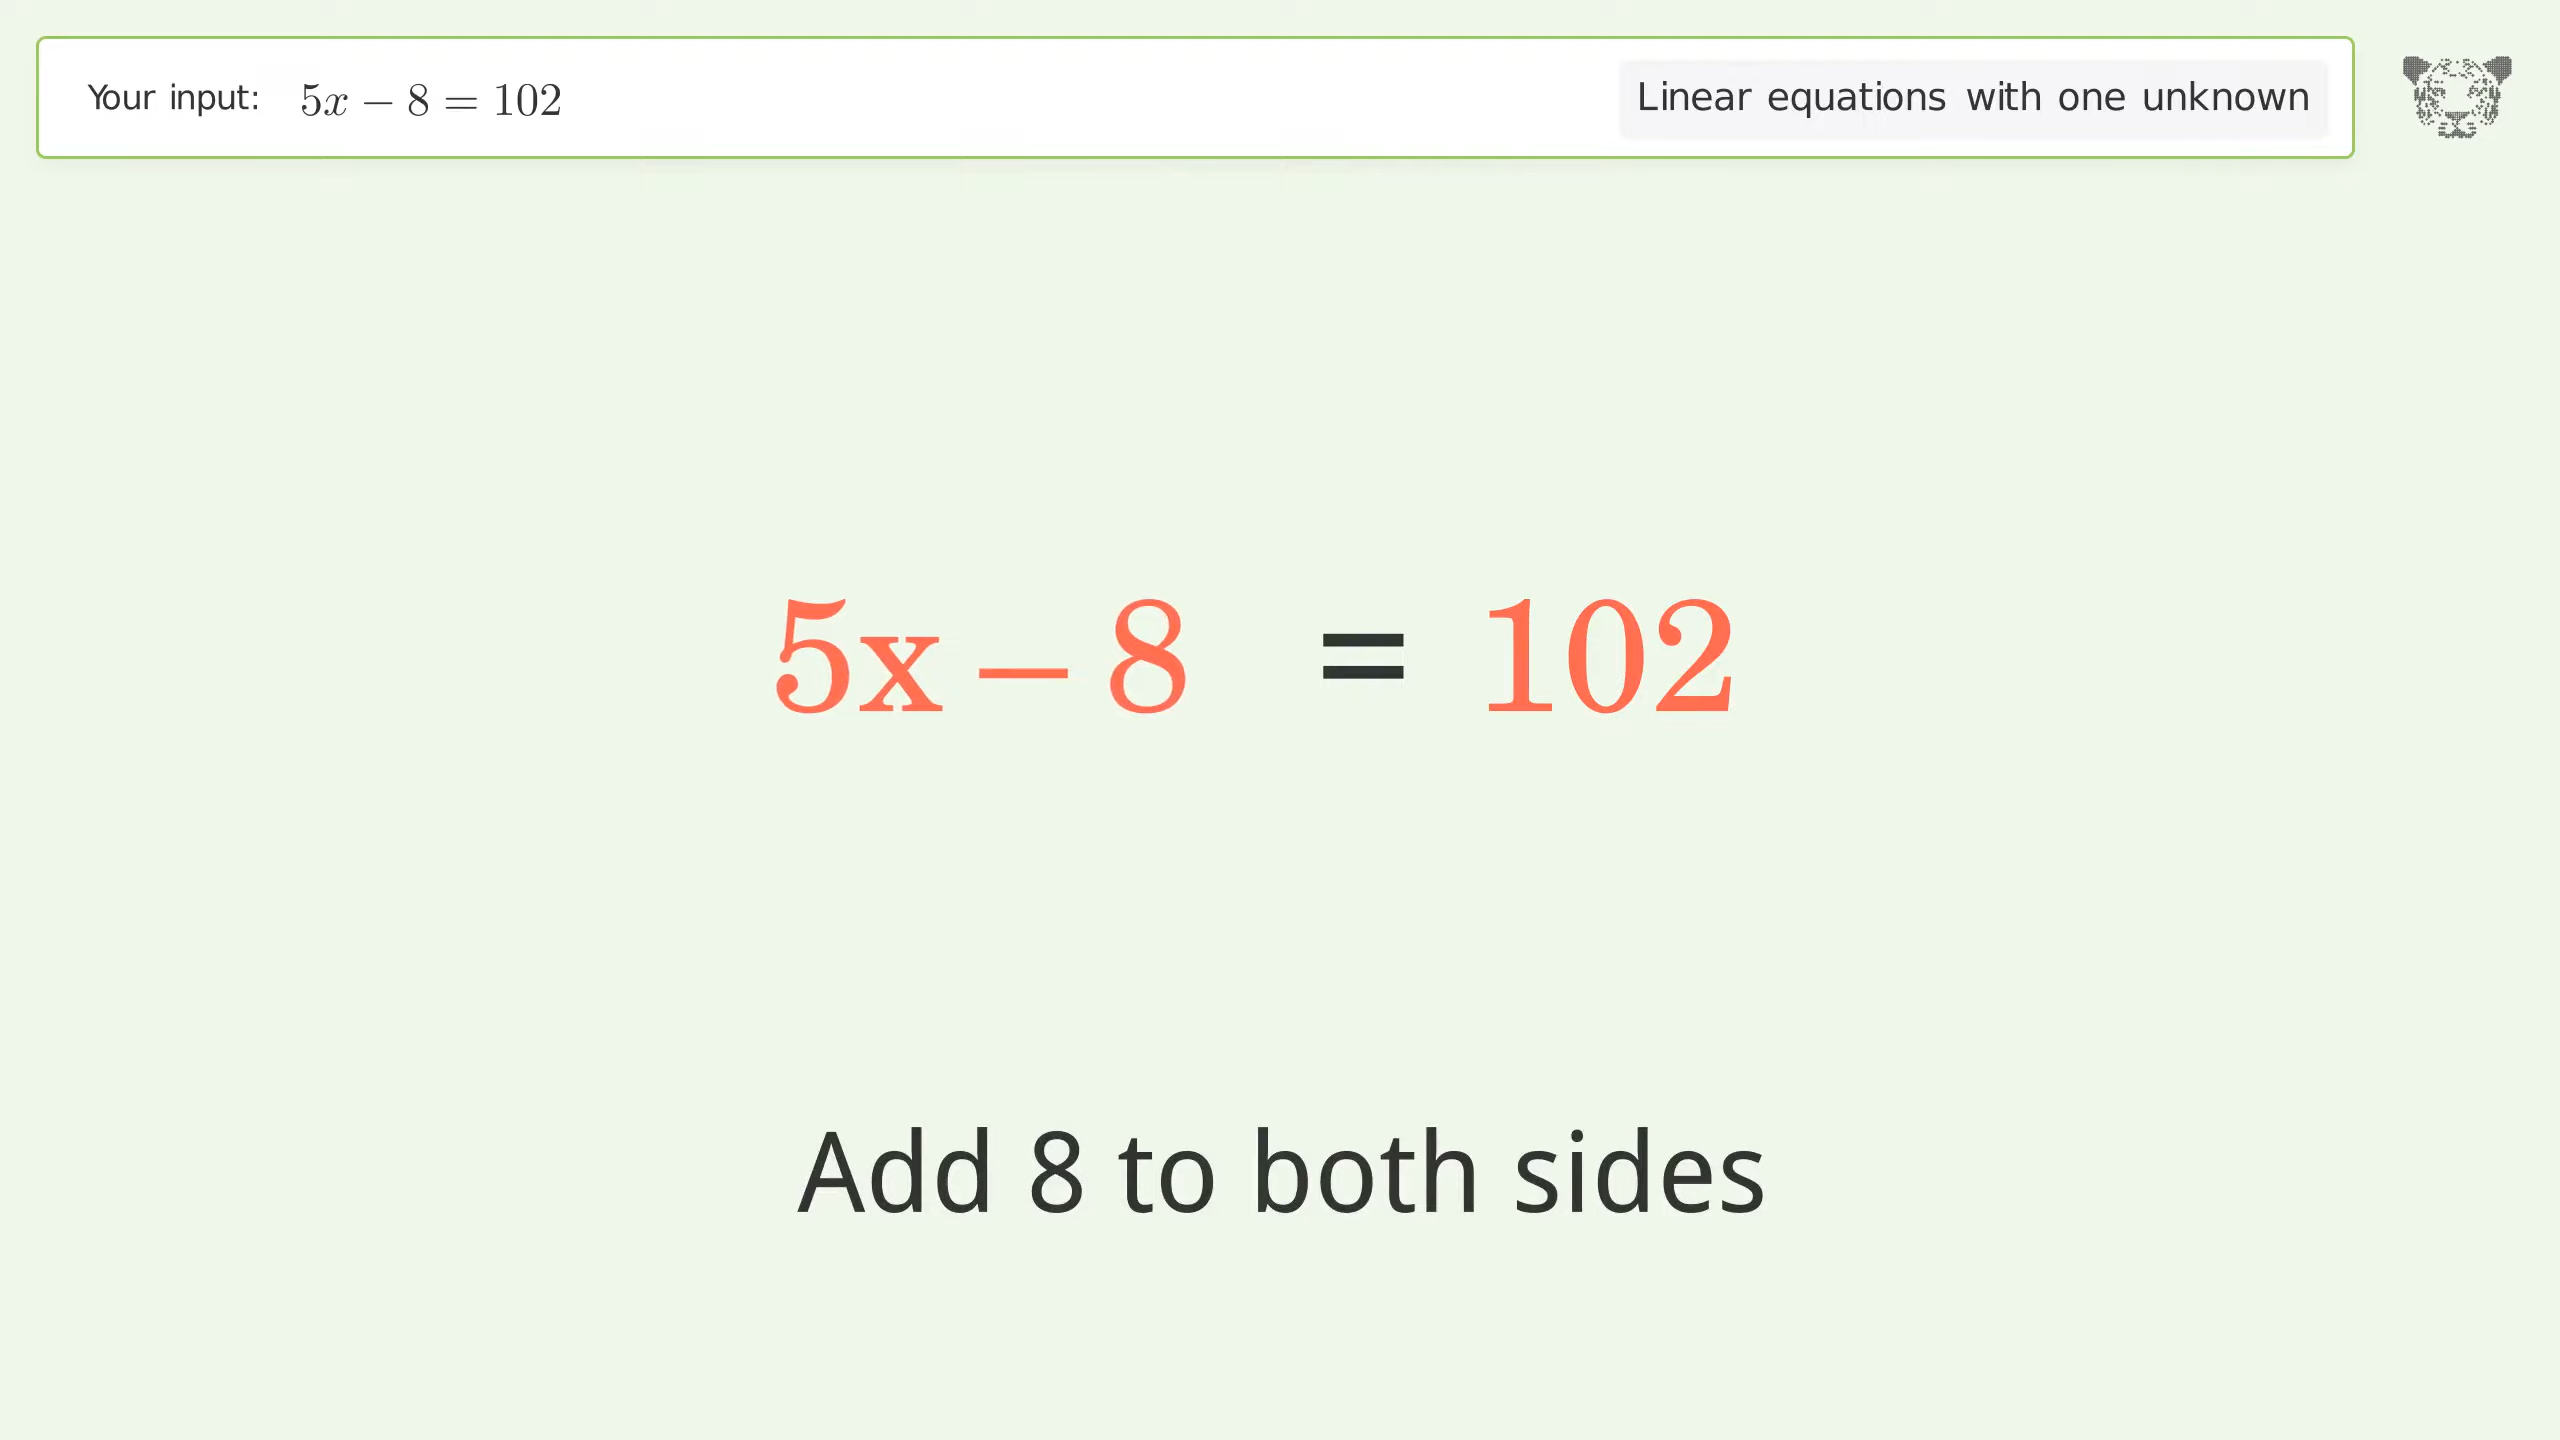 Your input: 5x − 8 = 102
Linear equations with one unknown
5x − 8 = 102
Add 8 to both sides